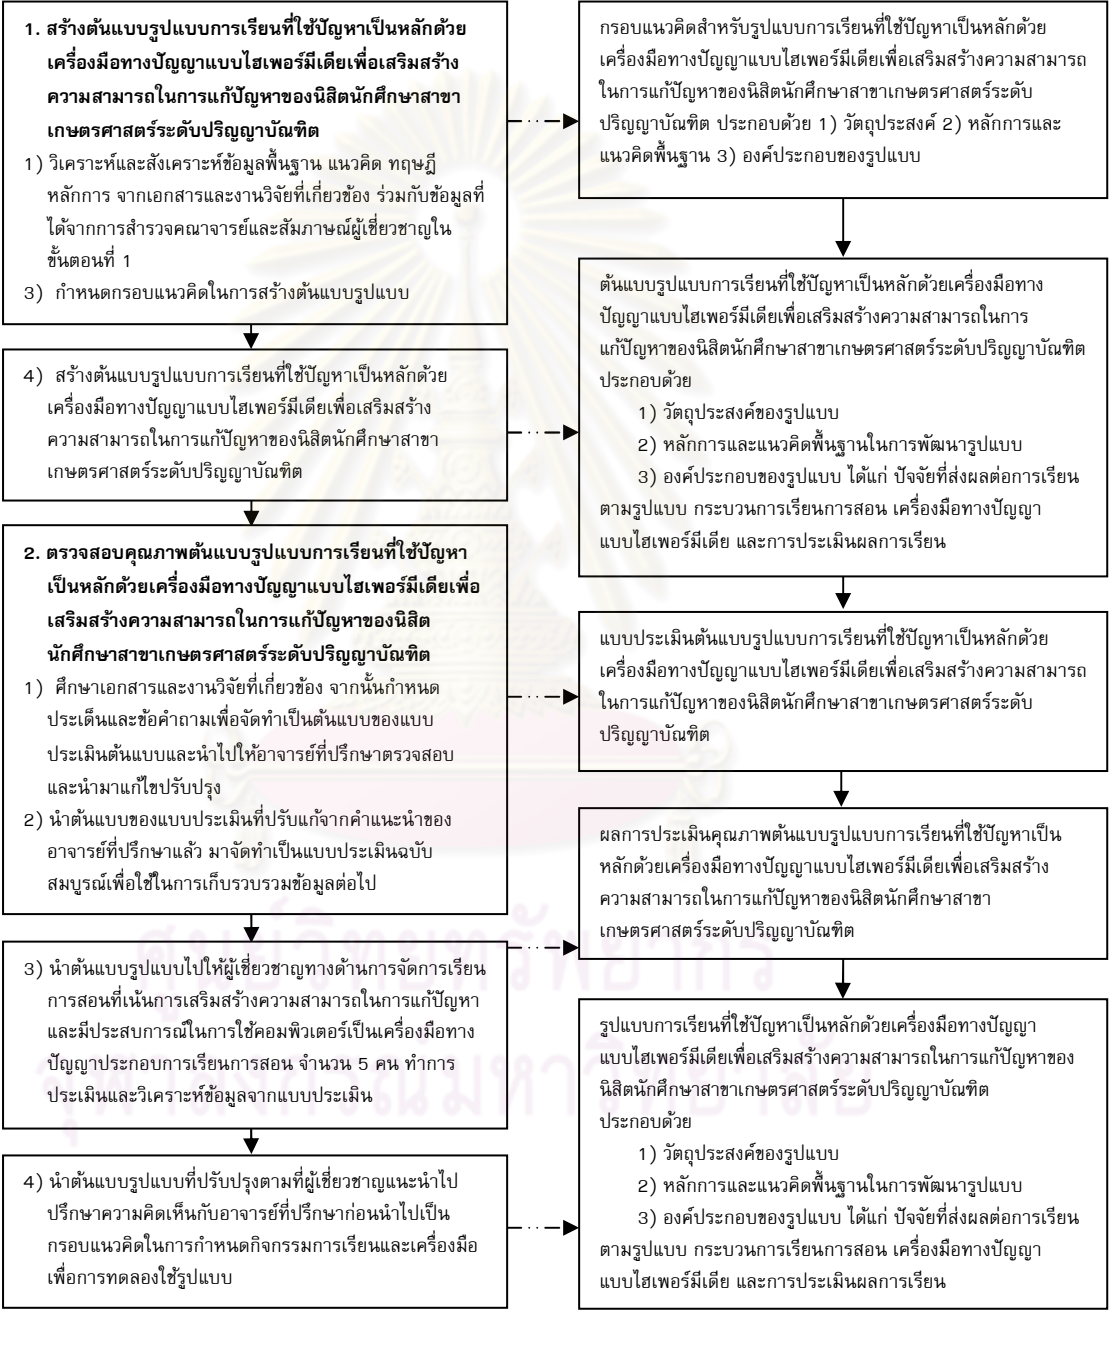 1. สร้างต้นแบบรูปแบบการเรียนที่ใช้ปัญหาเป็นหลักด้วย
เครื่องมือทางปัญญาแบบไฮเพอร์มีเดียเพื่อเสริมสร้าง
ความสามารถในการแก้ปัญหาของนิสิตนักศึกษาสาขา
เกษตรศาสตร์ระดับปริญญาบัณฑิต
1) วิเคราะห์และสังเคราะห์ข้อมูลพื้นฐาน แนวคิด ทฤษฎี
หลักการ จากเอกสารและงานวิจัยที่เกี่ยวข้อง ร่วมกับข้อมูลที่
ได้จากการสำรวจคณาจารย์และสัมภาษณ์ผู้เชี่ยวชาญใน
ขั้นตอนที่ 1
3) กำหนดกรอบแนวคิดในการสร้างต้นแบบรูปแบบ
4) สร้างต้นแบบรูปแบบการเรียนที่ใช้ปัญหาเป็นหลักด้วย
เครื่องมือทางปัญญาแบบไฮเพอร์มีเดียเพื่อเสริมสร้าง
ความสามารถในการแก้ปัญหาของนิสิตนักศึกษาสาขา
เกษตรศาสตร์ระดับปริญญาบัณฑิต
2. ตรวจสอบคุณภาพต้นแบบรูปแบบการเรียนที่ใช้ปัญหา
เป็นหลักด้วยเครื่องมือทางปัญญาแบบไฮเพอร์มีเดียเพื่อ
เสริมสร้างความสามารถในการแก้ปัญหาของนิสิต
นักศึกษาสาขาเกษตรศาสตร์ระดับปริญญาบัณฑิต
1) ศึกษาเอกสารและงานวิจัยที่เกี่ยวข้อง จากนั้นกำหนด
ประเด็นและข้อคำถามเพื่อจัดทำเป็นต้นแบบของแบบ
ประเมินต้นแบบและนำไปให้อาจารย์ที่ปรึกษาตรวจสอบ
และนำมาแก้ไขปรับปรุง
2) นำต้นแบบของแบบประเมินที่ปรับแก้จากคำแนะนำของ
อาจารย์ที่ปรึกษาแล้ว มาจัดทำเป็นแบบประเมินฉบับ
สมบูรณ์เพื่อใช้ในการเก็บรวบรวมข้อมูลต่อไป
3) นำต้นแบบรูปแบบไปให้ผู้เชี่ยวชาญทางด้านการจัดการเรียน
การสอนที่เน้นการเสริมสร้างความสามารถในการแก้ปัญหา
และมีประสบการณ์ในการใช้คอมพิวเตอร์เป็นเครื่องมือทาง
ปัญญาประกอบการเรียนการสอน จำนวน 5 คน ทำการ
ประเมินและวิเคราะห์ข้อมูลจากแบบประเมิน
4) นำต้นแบบรูปแบบที่ปรับปรุงตามที่ผู้เชี่ยวชาญแนะนำไป
ปรึกษาความคิดเห็นกับอาจารย์ที่ปรึกษาก่อนนำไปเป็น
กรอบแนวคิดในการกำหนดกิจกรรมการเรียนและเครื่องมือ
เพื่อการทดลองใช้รูปแบบ
กรอบแนวคิดสำหรับรูปแบบการเรียนที่ใช้ปัญหาเป็นหลักด้วย
เครื่องมือทางปัญญาแบบไฮเพอร์มีเดียเพื่อเสริมสร้างความสามารถ
ในการแก้ปัญหาของนิสิตนักศึกษาสาขาเกษตรศาสตร์ระดับ
ปริญญาบัณฑิต ประกอบด้วย 1) วัตถุประสงค์ 2) หลักการและ
แนวคิดพื้นฐาน 3) องค์ประกอบของรูปแบบ
ต้นแบบรูปแบบการเรียนที่ใช้ปัญหาเป็นหลักด้วยเครื่องมือทาง
ปัญญาแบบไฮเพอร์มีเดียเพื่อเสริมสร้างความสามารถในการ
แก้ปัญหาของนิสิตนักศึกษาสาขาเกษตรศาสตร์ระดับปริญญาบัณฑิต
ประกอบด้วย
1) วัตถุประสงค์ของรูปแบบ
2) หลักการและแนวคิดพื้นฐานในการพัฒนารูปแบบ
3) องค์ประกอบของรูปแบบ ได้แก่ ปัจจัยที่ส่งผลต่อการเรียน
ตามรูปแบบ กระบวนการเรียนการสอน เครื่องมือทางปัญญา
แบบไฮเพอร์มีเดีย และการประเมินผลการเรียน
แบบประเมินต้นแบบรูปแบบการเรียนที่ใช้ปัญหาเป็นหลักด้วย
เครื่องมือทางปัญญาแบบไฮเพอร์มีเดียเพื่อเสริมสร้างความสามารถ
ในการแก้ปัญหาของนิสิตนักศึกษาสาขาเกษตรศาสตร์ระดับ
ปริญญาบัณฑิต
ผลการประเมินคุณภาพต้นแบบรูปแบบการเรียนที่ใช้ปัญหาเป็น
หลักด้วยเครื่องมือทางปัญญาแบบไฮเพอร์มีเดียเพื่อเสริมสร้าง
ความสามารถในการแก้ปัญหาของนิสิตนักศึกษาสาขา
เกษตรศาสตร์ระดับปริญญาบัณฑิต
รูปแบบการเรียนที่ใช้ปัญหาเป็นหลักด้วยเครื่องมือทางปัญญา
แบบไฮเพอร์มีเดียเพื่อเสริมสร้างความสามารถในการแก้ปัญหาของ
นิสิตนักศึกษาสาขาเกษตรศาสตร์ระดับปริญญาบัณฑิต
ประกอบด้วย
1) วัตถุประสงค์ของรูปแบบ
2) หลักการและแนวคิดพื้นฐานในการพัฒนารูปแบบ
3) องค์ประกอบของรูปแบบ ได้แก่ ปัจจัยที่ส่งผลต่อการเรียน
ตามรูปแบบ กระบวนการเรียนการสอน เครื่องมือทางปัญญา
แบบไฮเพอร์มีเดีย และการประเมินผลการเรียน
ศูนย์วิทยทรัพยากร
จุฬาลงกรณ์มหาวิทยาลัย